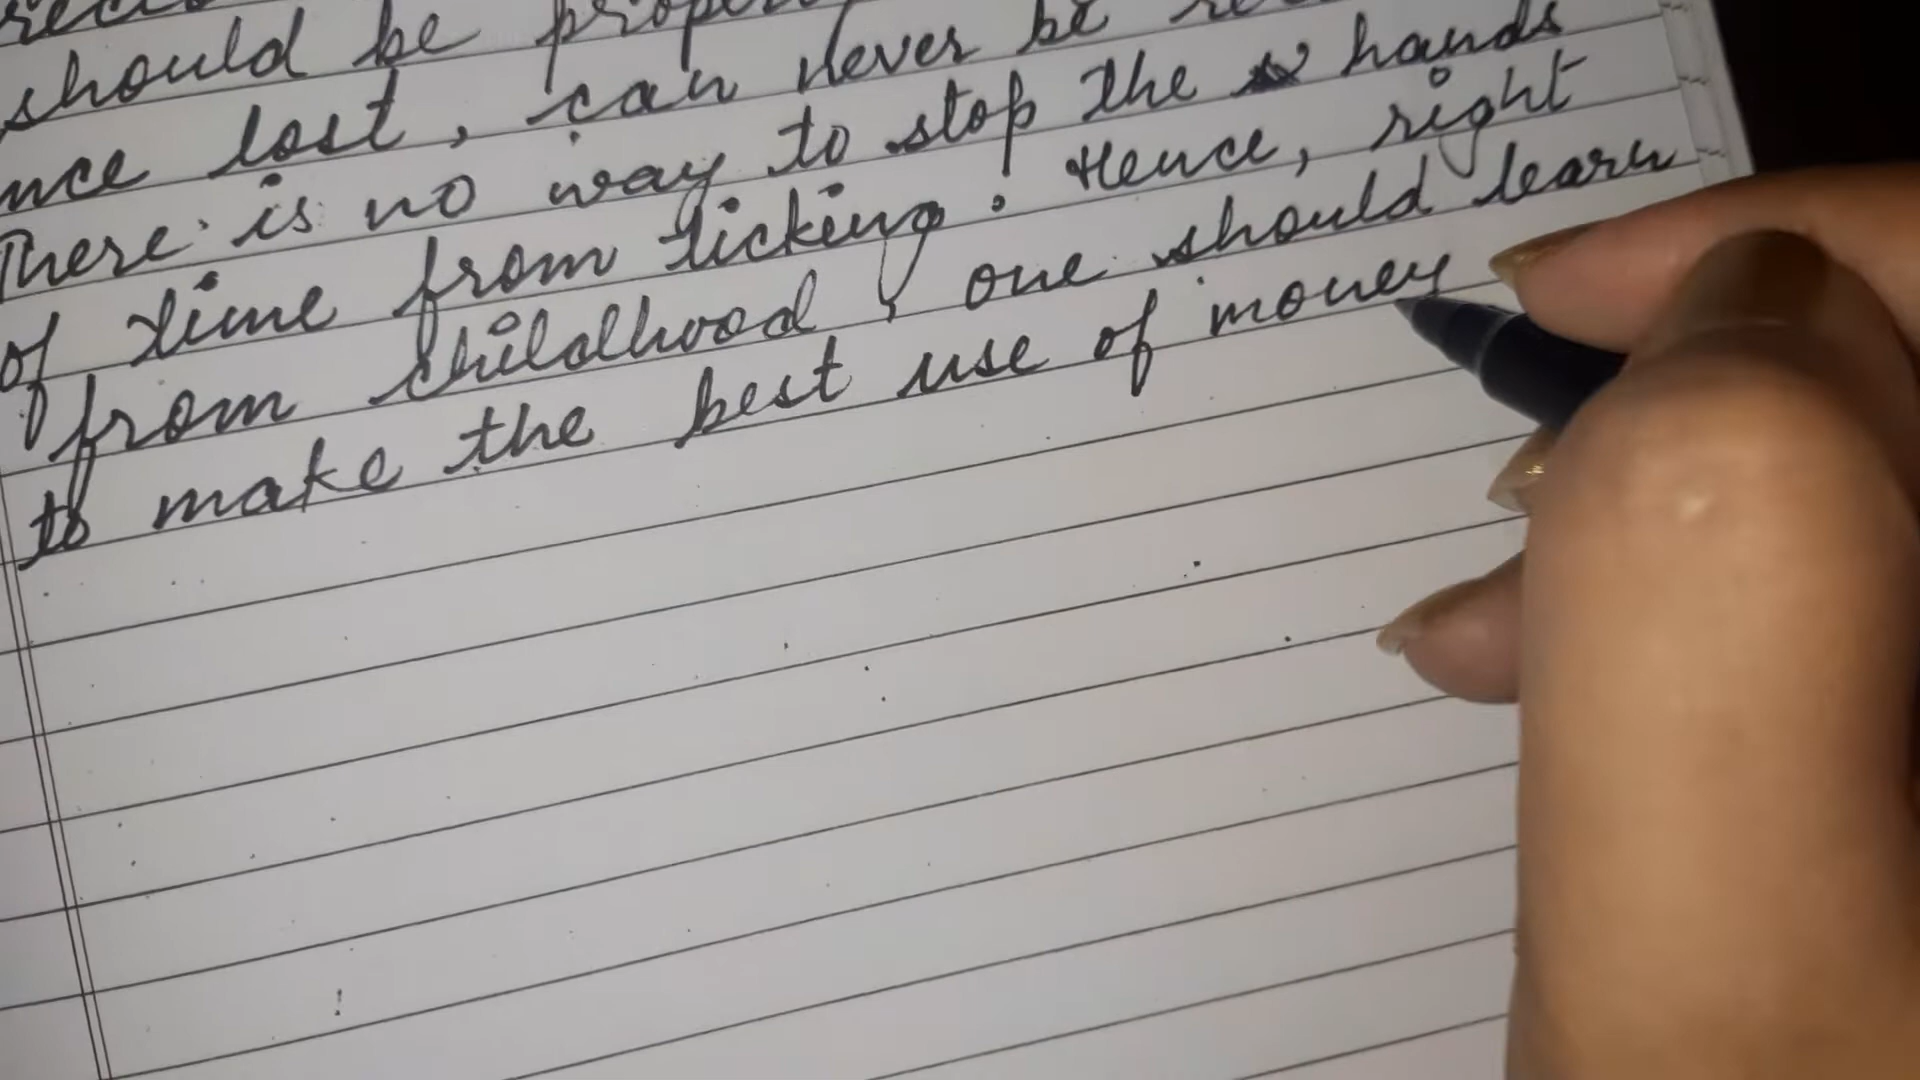 should be
nce lost, can never be
There is no way to stop the hands
of time from ticking. Hence, right
from childhood, one should learn
to make the best use of money